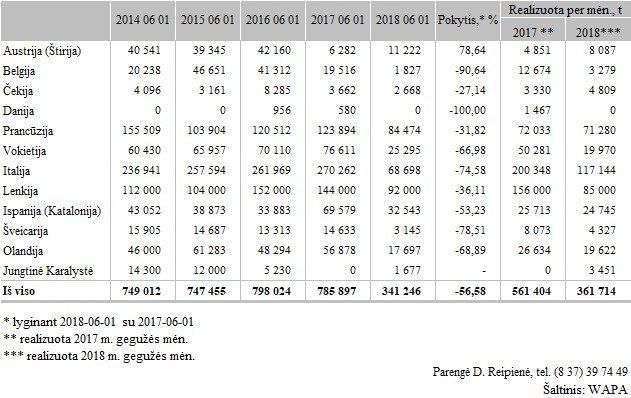 2014 06 01 2015 06 01 2016 06 01 2017 06 01 2018 06 01 Pokytis,* % Realizuota per mėn., t
2017 ** 2018***
Austrija (Štirija) 40 541 39 345 42 160 6 282 11 222 78,64 4 851 8 087
Belgija 20 238 46 651 41 312 19 516 1 827 -90,64 12 674 3 279
Čekija 4 096 3 161 8 285 3 662 2 668 -27,14 3 330 4 809
Danija 0 0 956 580 0 -100,00 1 467 0
Prancūzija 155 509 103 904 120 512 123 894 84 474 -31,82 72 033 71 280
Vokietija 60 430 65 957 70 110 76 611 25 295 -66,98 50 281 19 970
Italija 236 941 257 594 261 969 270 262 68 698 -74,58 200 348 117 144
Lenkija 112 000 104 000 152 000 144 000 92 000 -36,11 156 000 85 000
Ispanija (Katalonija) 43 052 38 873 33 883 69 579 32 543 -53,23 25 713 24 745
Šveicarija 15 905 14 687 13 313 14 633 3 145 -78,51 8 073 4 327
Olandija 46 000 61 283 48 294 56 878 17 697 -68,89 26 634 19 622
Jungtinė Karalystė 14 300 12 000 5 230 0 1 677 - 0 3 451
Iš viso 749 012 747 455 798 024 785 897 341 246 -56,58 561 404 361 714
* lyginant 2018-06-01 su 2017-06-01
** realizuota 2017 m. gegužės mėn.
*** realizuota 2018 m. gegužės mėn.
Parengė D. Reipienė, tel. (8 37) 39 74 49
Šaltinis: WAPA